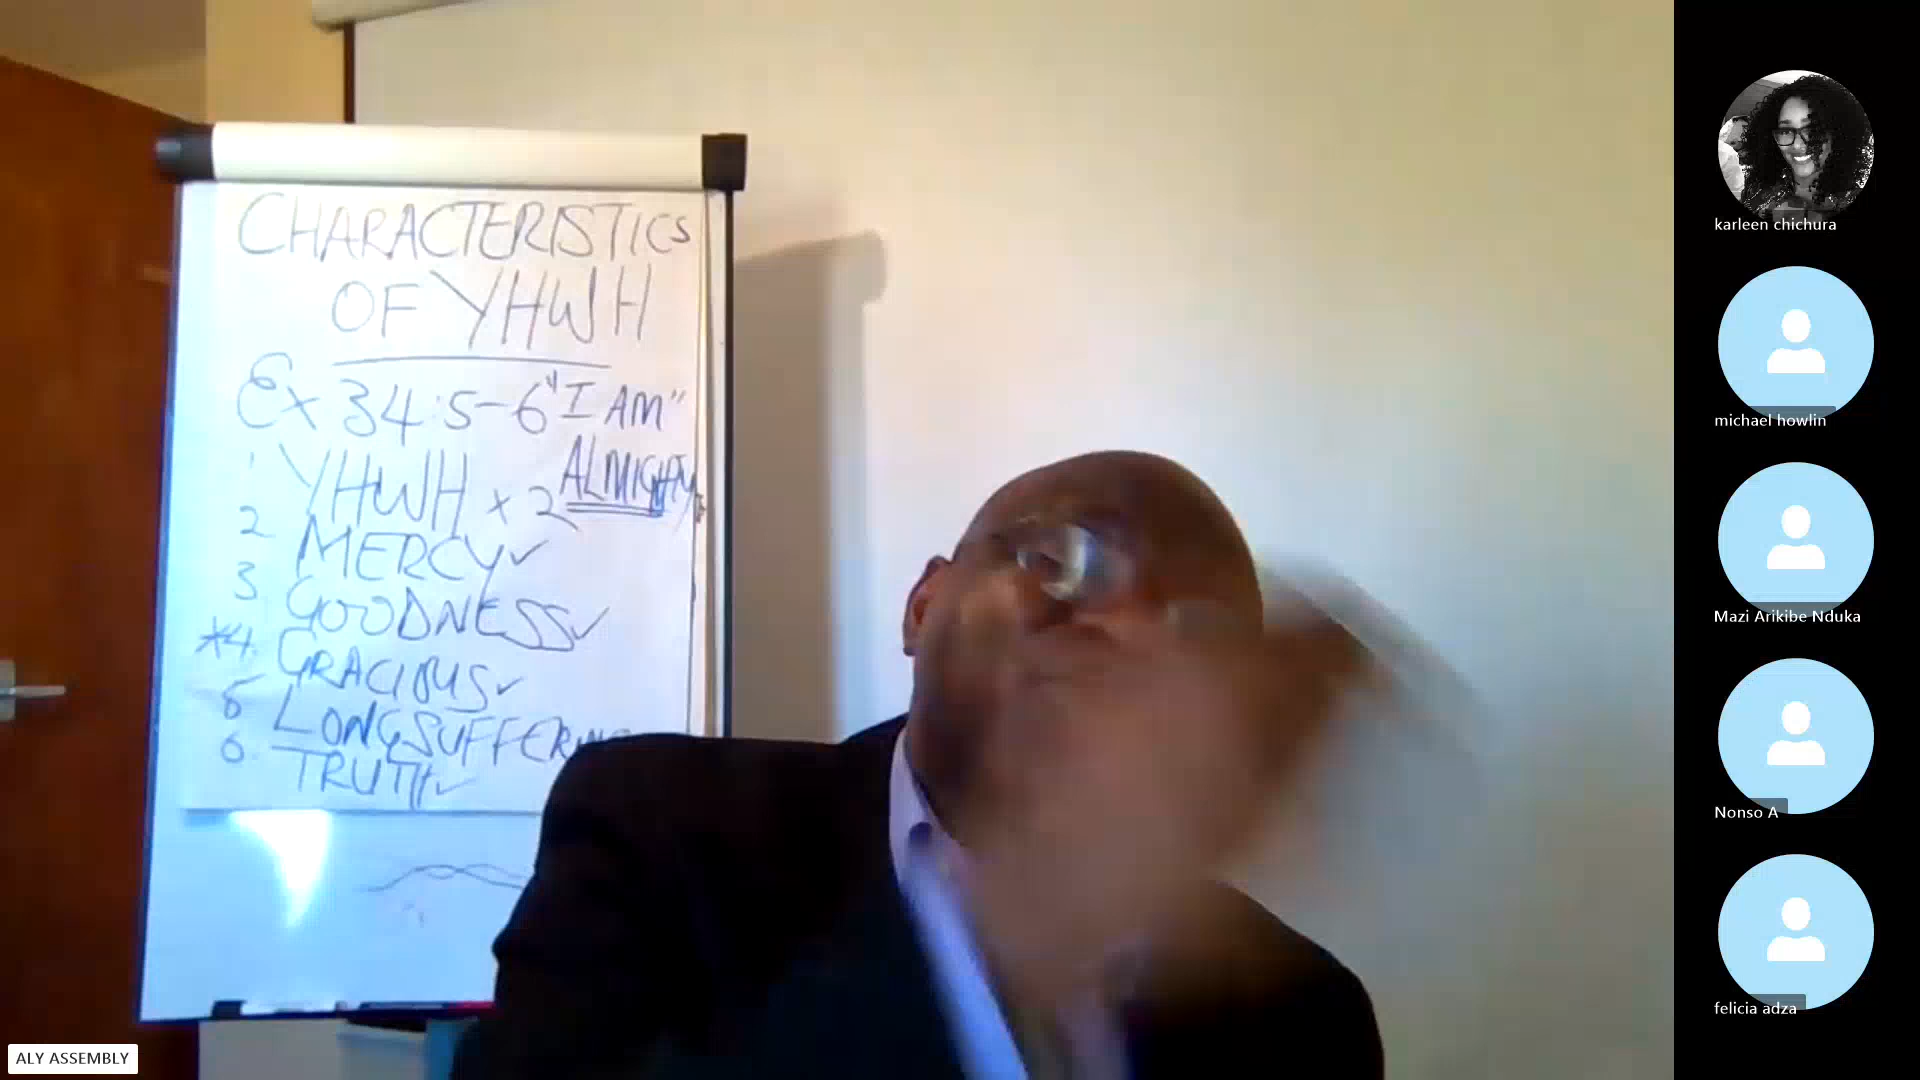 CHARACTERISTICS
OF YHWH
Ex 34:5-6 "I AM"
1 YHWH x 2 ALMIGHTY
2 MERCY✓
3 GOODNESS✓
*4 GRACIOUS✓
5 LONGSUFFERING
6 TRUTH✓
ALY ASSEMBLY
karleen chichura
michael howlin
Mazi Arikibe Nduka
Nonso A
felicia adza